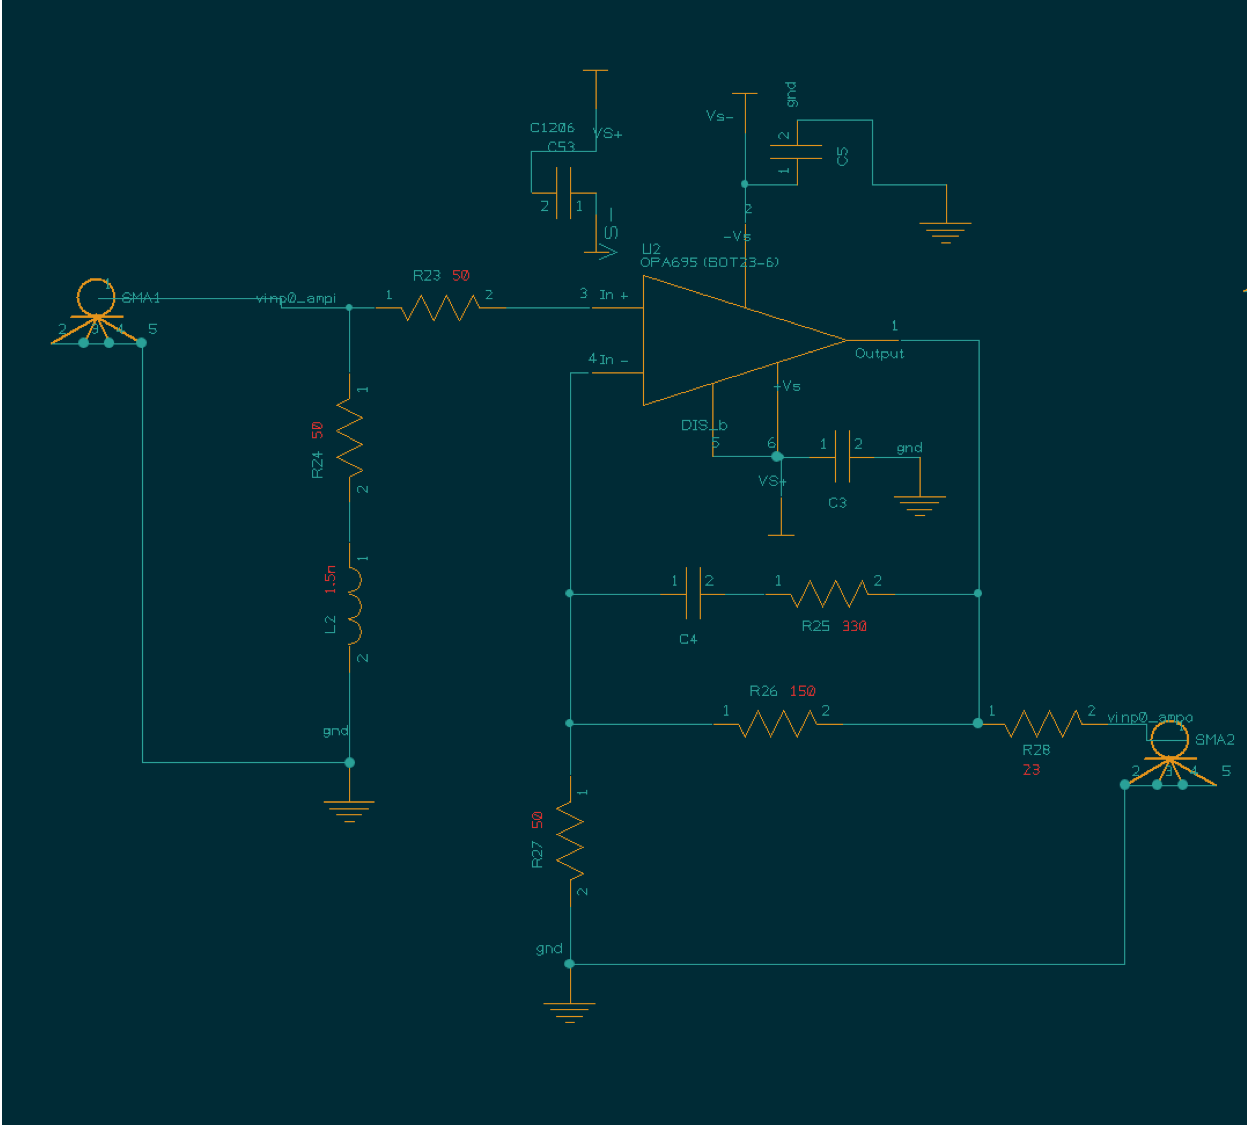 gnd
Vs-
C1206
VS+
C53
2
C5
1
2 1
VS-
2
-Vs
U2
OPA695 (SOT23-6)
R23 50
1
SMA1
vinp0_ampi
1 2
3 In +
2 3 4 5
1
Output
4 In -
-Vs
1
50
R24
2
DIS_b
5 6
1 2
gnd
VS+
C3
1
1.5n
L2
2
1 2
C4
1 2
R25 330
R26 150
1 2
gnd
1 2
vinp0_ampo
1
SMA2
R28
23
2 3 4 5
1
50
R27
2
gnd